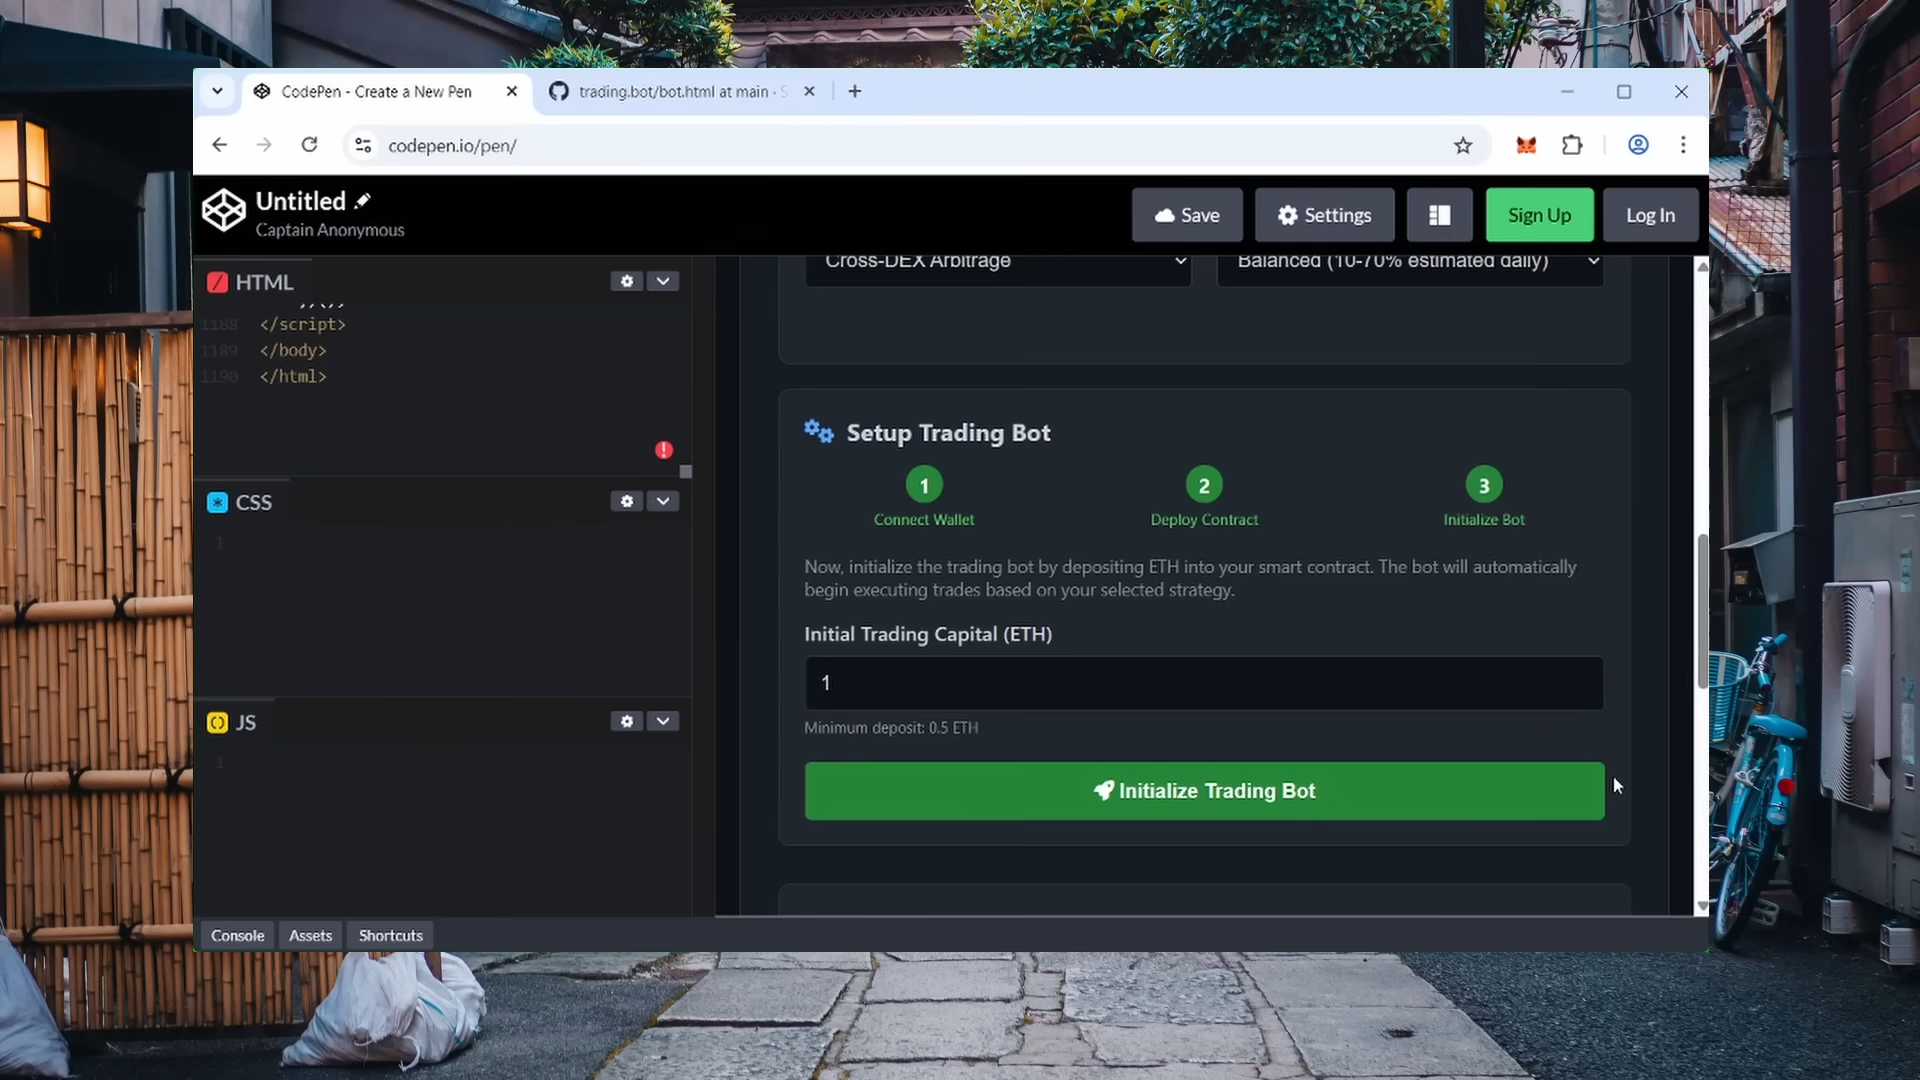 CodePen - Create a New Pen
trading.bot/bot.html at main · S
codepen.io/pen/
Untitled
Captain Anonymous
Save
Settings
Sign Up
Log In
HTML
1188 </script>
1189 </body>
1190 </html>
CSS
1
JS
1
Cross-DEX Arbitrage
Balanced (10-70% estimated daily)
Setup Trading Bot
1
2
3
Connect Wallet
Deploy Contract
Initialize Bot
Now, initialize the trading bot by depositing ETH into your smart contract. The bot will automatically
begin executing trades based on your selected strategy.
Initial Trading Capital (ETH)
1
Minimum deposit: 0.5 ETH
Initialize Trading Bot
Console
Assets
Shortcuts